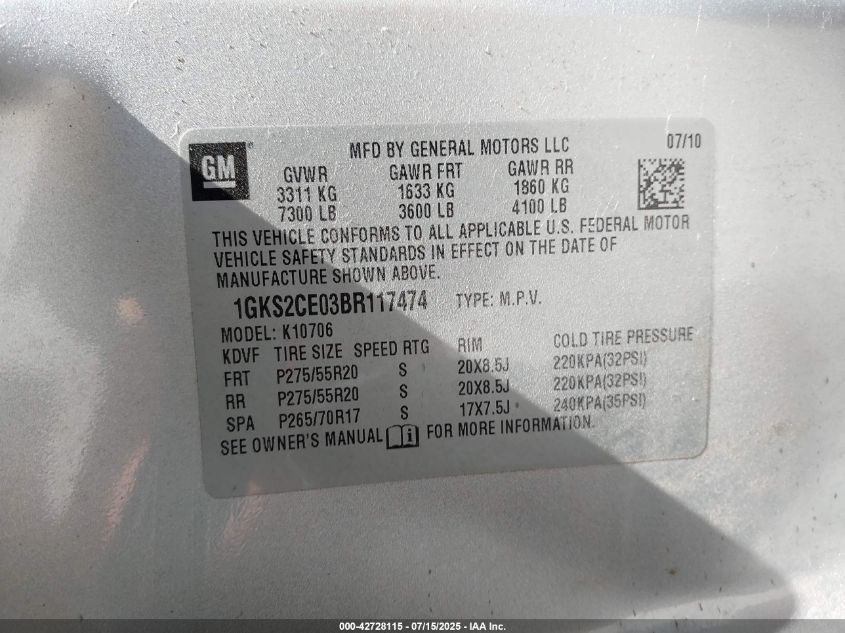 GM
MFD BY GENERAL MOTORS LLC 07/10
GVWR GAWR FRT GAWR RR
3311 KG 1633 KG 1860 KG
7300 LB 3600 LB 4100 LB
THIS VEHICLE CONFORMS TO ALL APPLICABLE U.S. FEDERAL MOTOR
VEHICLE SAFETY STANDARDS IN EFFECT ON THE DATE OF
MANUFACTURE SHOWN ABOVE.
1GKS2CE03BR117474 TYPE: M.P.V.
MODEL: K10706
KDVF TIRE SIZE SPEED RTG RIM COLD TIRE PRESSURE
FRT P275/55R20 S 20X8.5J 220KPA(32PSI)
RR P275/55R20 S 20X8.5J 220KPA(32PSI)
SPA P265/70R17 S 17X7.5J 240KPA(35PSI)
SEE OWNER'S MANUAL i FOR MORE INFORMATION.
000-42728115 - 07/15/2025 - IAA Inc.